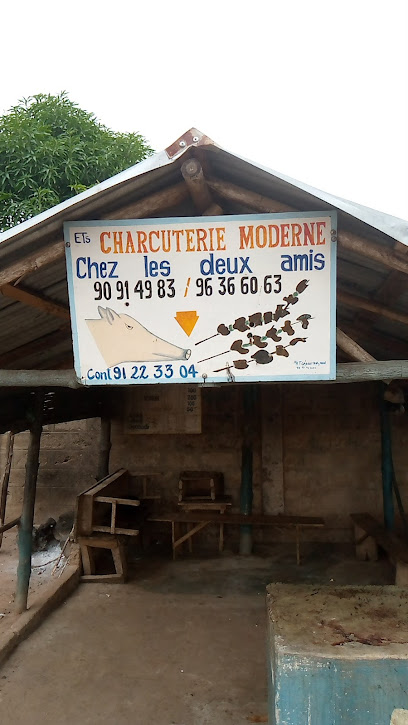 ETS CHARCUTERIE MODERNE
Chez les deux amis
90 91 49 83 / 96 36 60 63
Cont 91 22 33 04